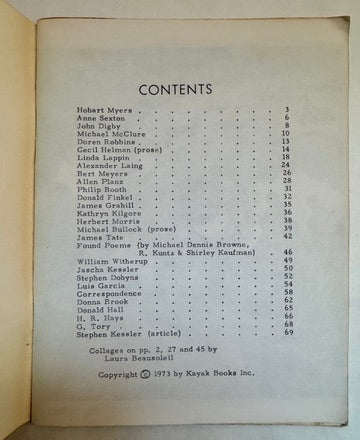 CONTENTS
Hobart Myers . . . . . . . . . . 3
Anne Sexton . . . . . . . . . . 6
John Digby . . . . . . . . . . 8
Michael McClure . . . . . . . . . 10
Doren Robbins . . . . . . . . . 13
Cecil Helman (prose) . . . . . . . 14
Linda Lappin . . . . . . . . . 18
Alexander Laing . . . . . . . . . 24
Bert Meyers . . . . . . . . . 26
Allen Planz . . . . . . . . . 28
Philip Booth . . . . . . . . . 31
Donald Finkel . . . . . . . . . 32
James Grabill . . . . . . . . . 35
Kathryn Kilgore . . . . . . . . . 36
Herbert Morris . . . . . . . . . 38
Michael Bullock (prose) . . . . . . . 39
James Tate . . . . . . . . . 42
Found Poems (by Michael Dennis Browne,
R. Kuntz & Shirley Kaufman) . . 46
William Witherup . . . . . . . . . 49
Jascha Kessler . . . . . . . . . 50
Stephen Dobyns . . . . . . . . . 52
Luis Garcia . . . . . . . . . 54
Correspondence . . . . . . . . . 58
Donna Brook . . . . . . . . . 62
Donald Hall . . . . . . . . . 65
H. R. Hays . . . . . . . . . 66
G. Tory . . . . . . . . . 68
Stephen Kessler (article) . . . . . . . 69
Collages on pp. 2, 27 and 45 by
Laura Beausoleil
Copyright © 1973 by Kayak Books Inc.